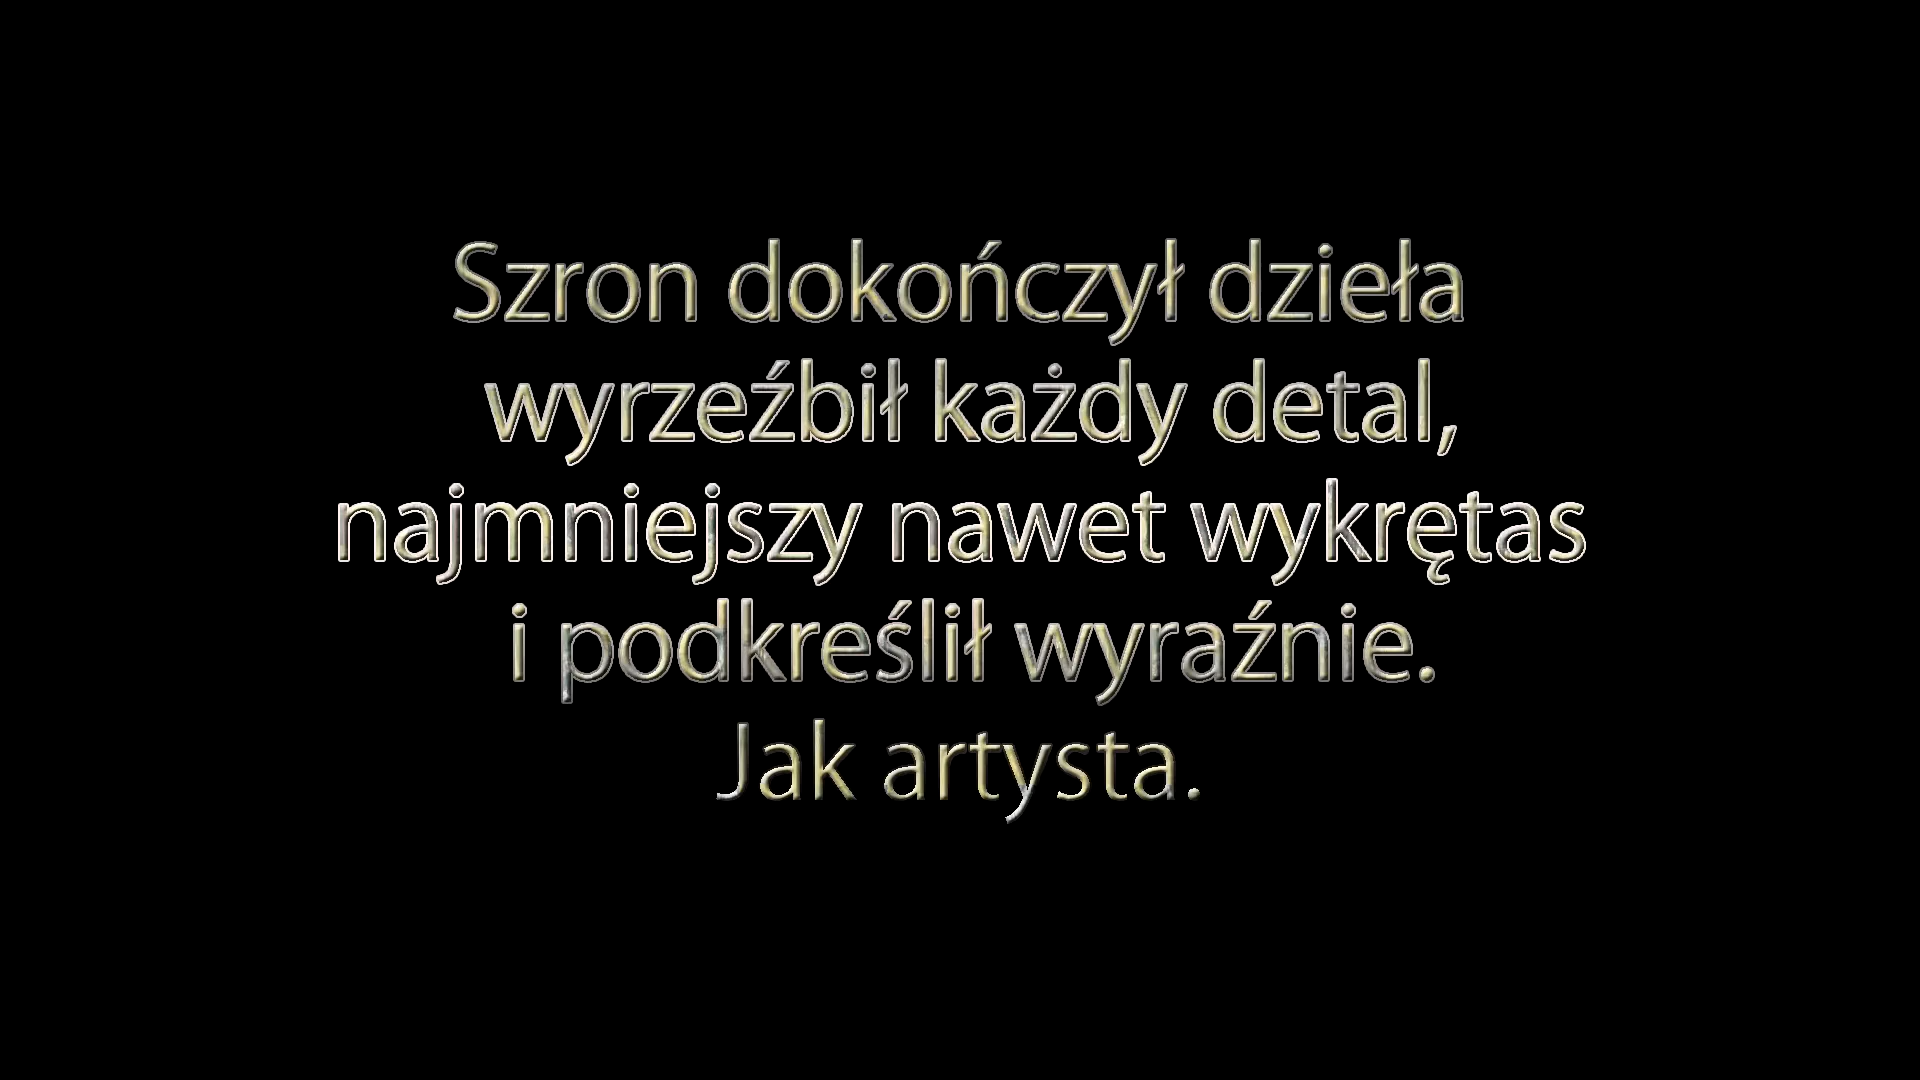 Szron dokończył dzieła
wyrzeźbił każdy detal,
najmniejszy nawet wykrętas
i podkreślił wyraźnie.
Jak artysta.